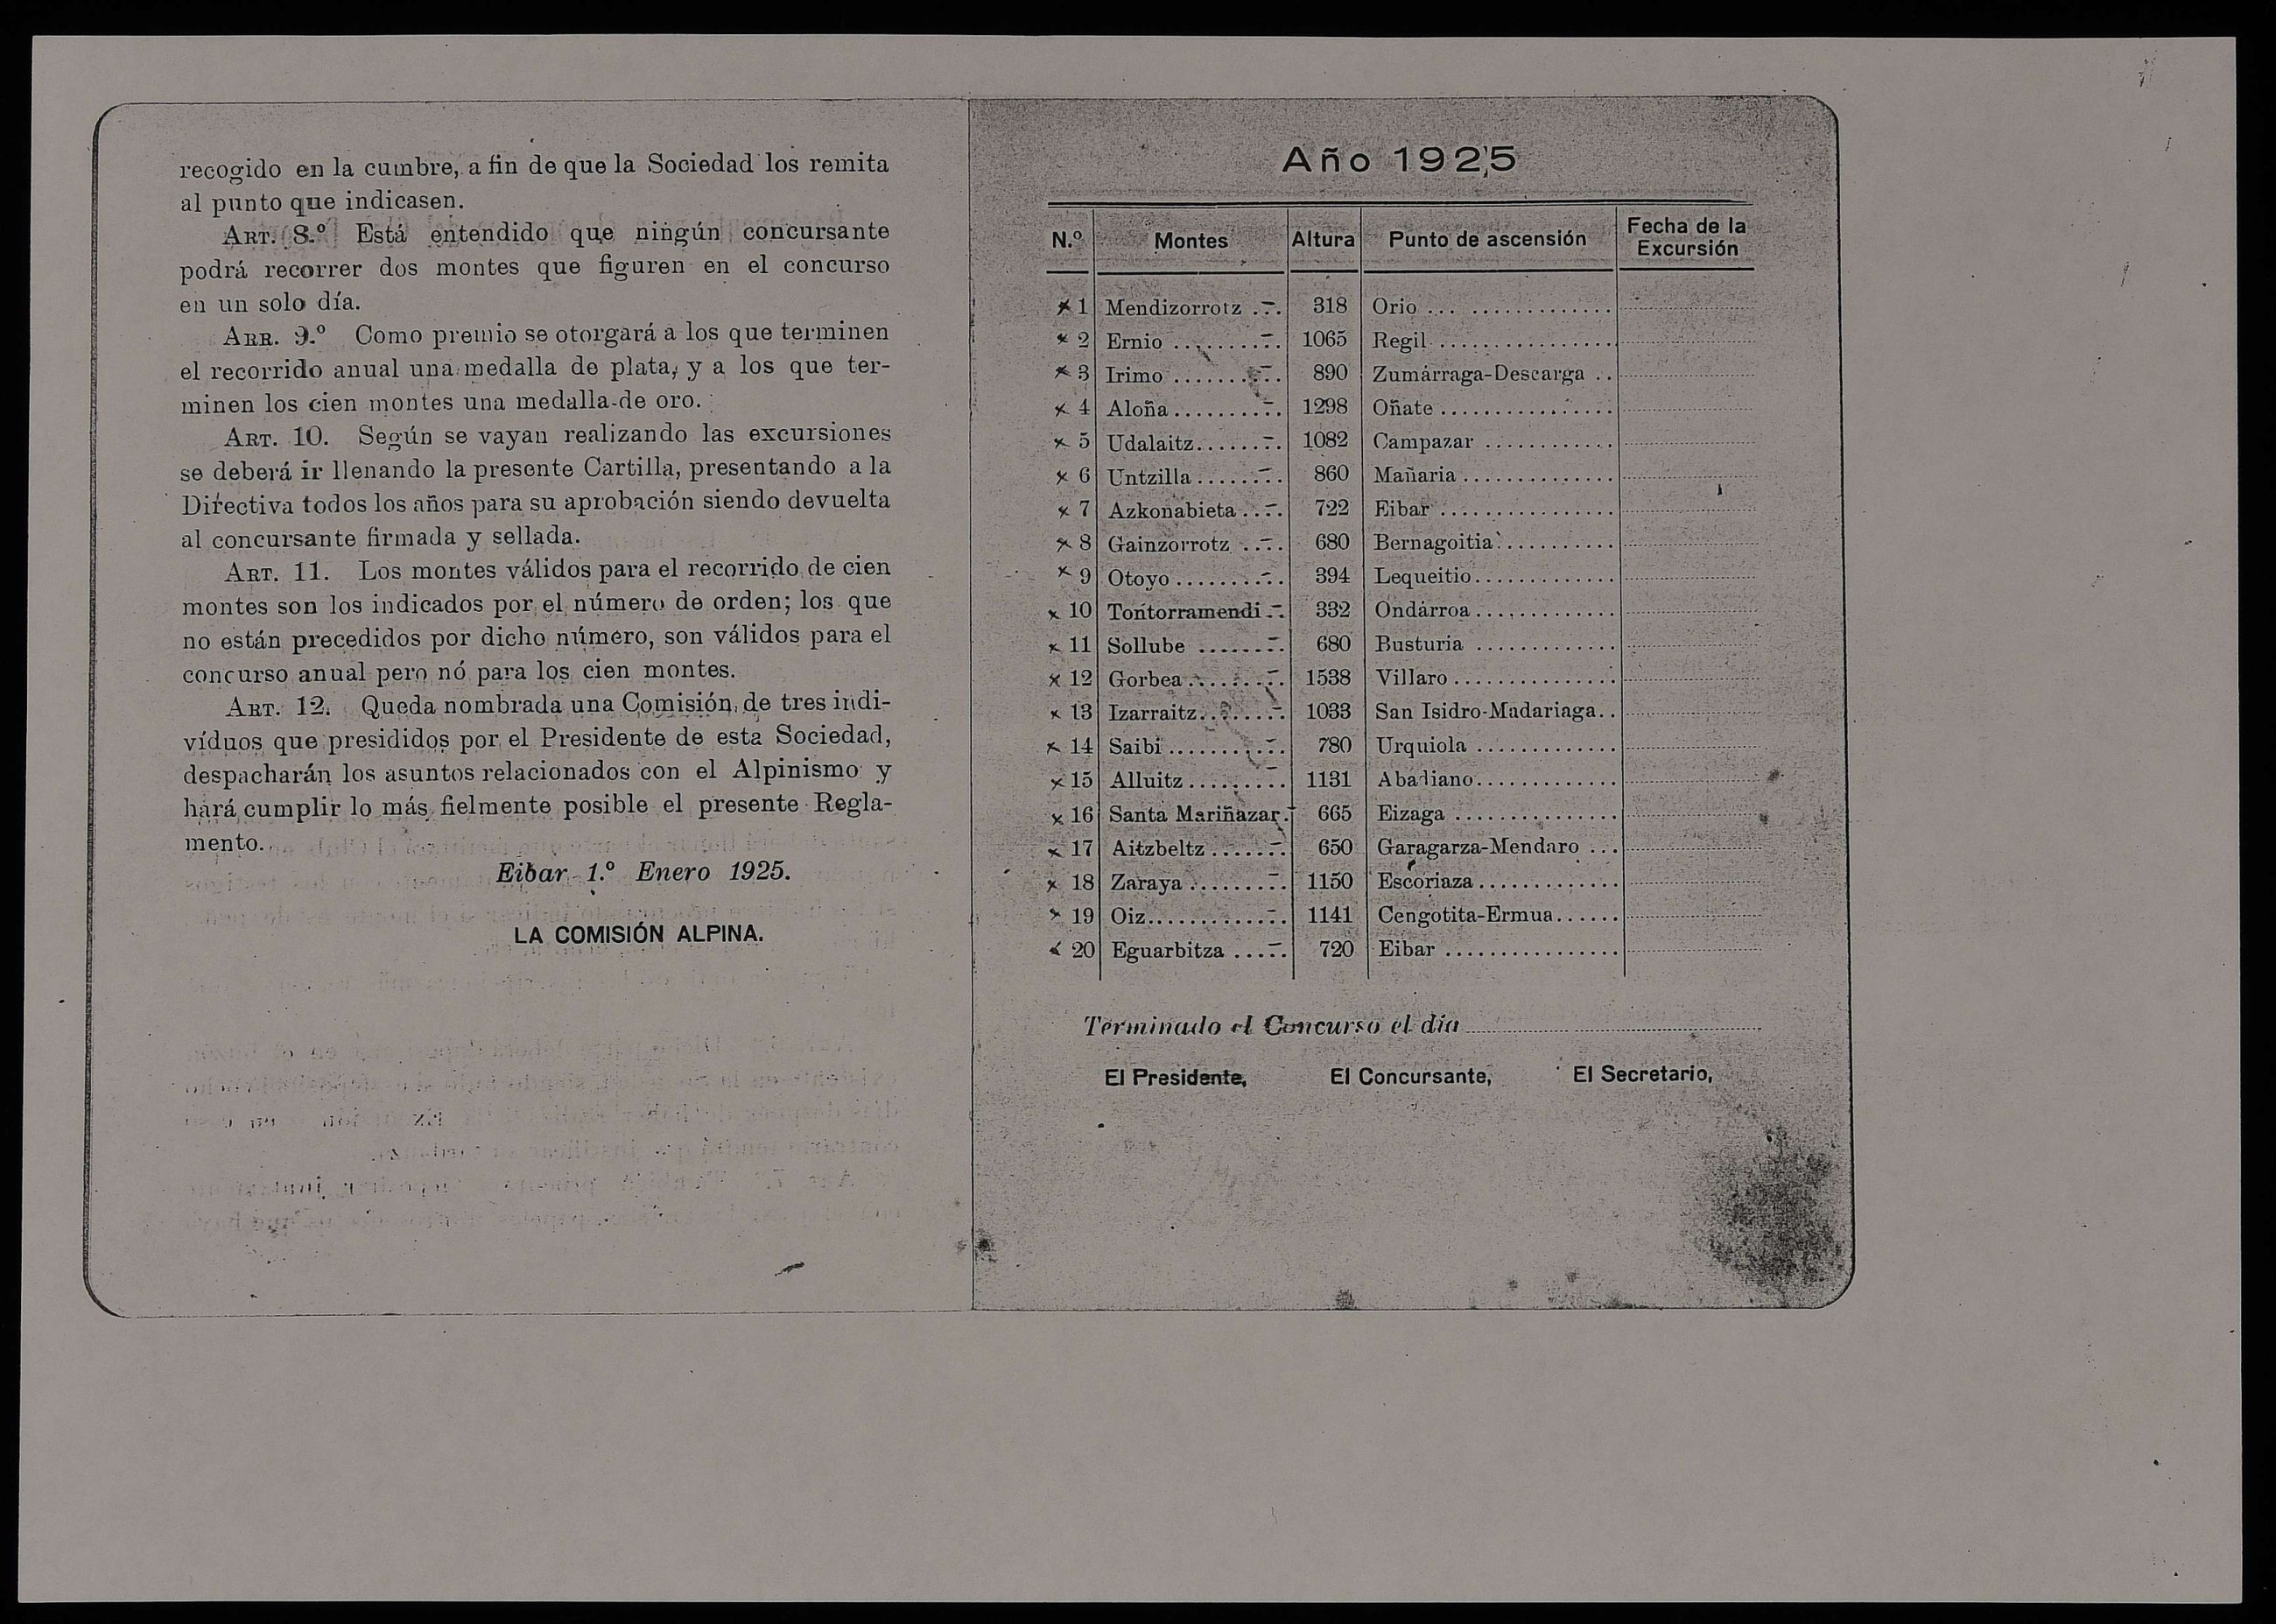 recogido en la cumbre, a fin de que la Sociedad los remita
al punto que indicasen.
ART. 8.º Está entendido que ningún concursante
podrá recorrer dos montes que figuren en el concurso
en un solo día.
ARR. 9.º Como premio se otorgará a los que terminen
el recorrido anual una medalla de plata, y a los que ter-
minen los cien montes una medalla de oro.
ART. 10. Según se vayan realizando las excursiones
se deberá ir llenando la presente Cartilla, presentando a la
Directiva todos los años para su aprobación siendo devuelta
al concursante firmada y sellada.
ART. 11. Los montes válidos para el recorrido de cien
montes son los indicados por el número de orden; los que
no están precedidos por dicho número, son válidos para el
concurso anual pero nó para los cien montes.
ART. 12. Queda nombrada una Comisión de tres indi-
víduos que presididos por el Presidente de esta Sociedad,
despacharán los asuntos relacionados con el Alpinismo y
hará cumplir lo más fielmente posible el presente Regla-
mento.
Eibar 1.º Enero 1925.
LA COMISIÓN ALPINA.
Año 1925
N.º Montes Altura Punto de ascensión Fecha de la Excursión
x 1 Mendizorrotz ... 318 Orio ...............
x 2 Ernio .......... 1065 Regil ................
x 3 Irimo .......... 890 Zumárraga-Descarga ..
x 4 Aloña .......... 1298 Oñate ................
x 5 Udalaitz ........ 1082 Campazar ............
x 6 Untzilla ........ 860 Mañaria ..............
x 7 Azkonabieta .... 722 Eibar ................
x 8 Gainzorrotz .... 680 Bernagoitia ...........
x 9 Otoyo .......... 394 Lequeitio .............
x 10 Tontorramendi .. 332 Ondárroa .............
x 11 Sollube ........ 680 Busturia .............
x 12 Gorbea ......... 1538 Villaro ...............
x 13 Izarraitz ........ 1033 San Isidro-Madariaga..
x 14 Saibi ........... 780 Urquiola .............
x 15 Alluitz .......... 1131 Abadiano .............
x 16 Santa Mariñazar . 665 Eizaga ...............
x 17 Aitzbeltz ....... 650 Garagarza-Mendaro ...
x 18 Zaraya ......... 1150 Escoriaza .............
x 19 Oiz ............. 1141 Cengotita-Ermua ......
x 20 Eguarbitza ..... 720 Eibar ................
Terminado el Concurso el día
El Presidente, El Concursante, El Secretario,